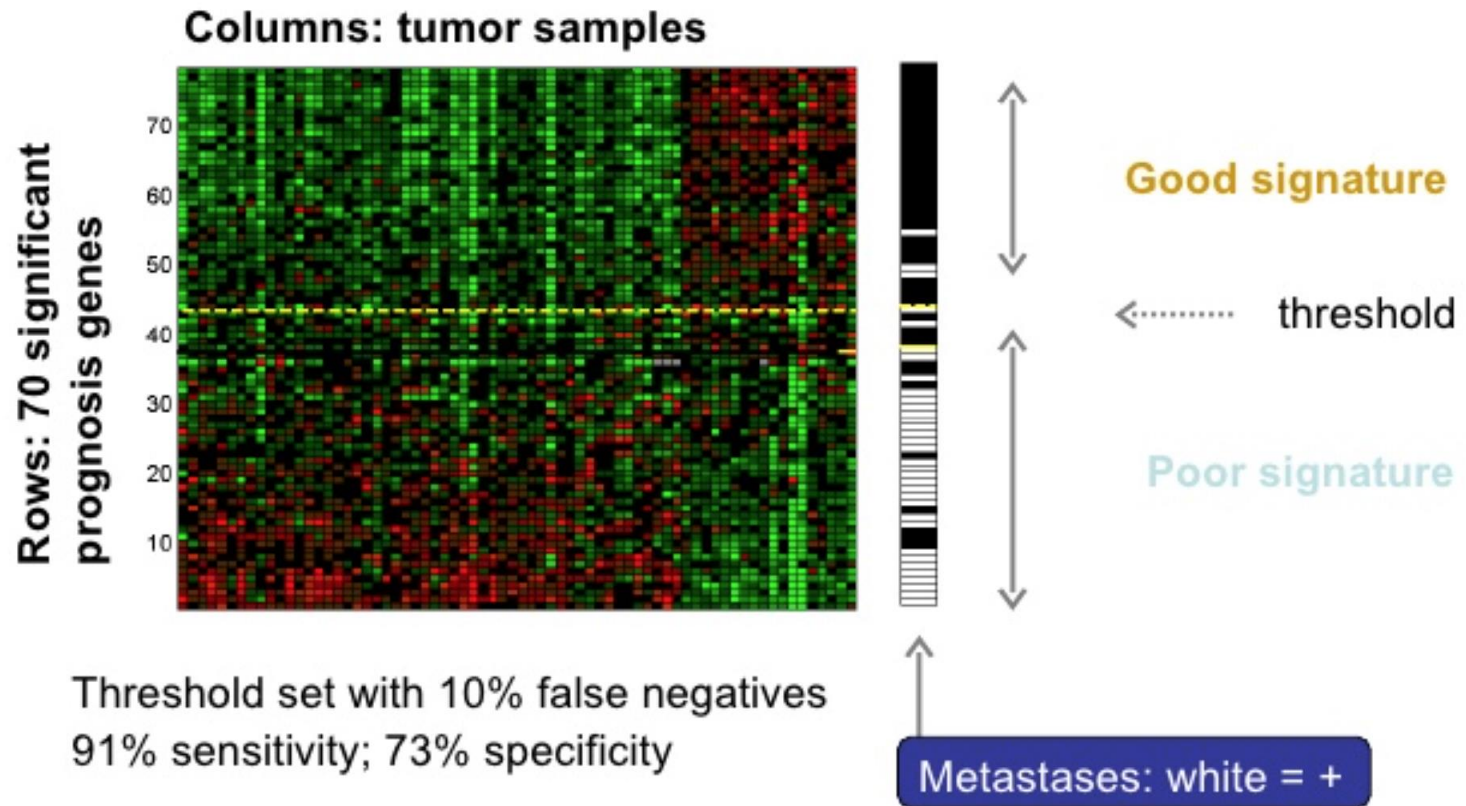 Columns: tumor samples
Rows: 70 significant
prognosis genes
70
60
50
40
30
20
10
Good signature
threshold
Poor signature
Threshold set with 10% false negatives
91% sensitivity; 73% specificity
Metastases: white = +